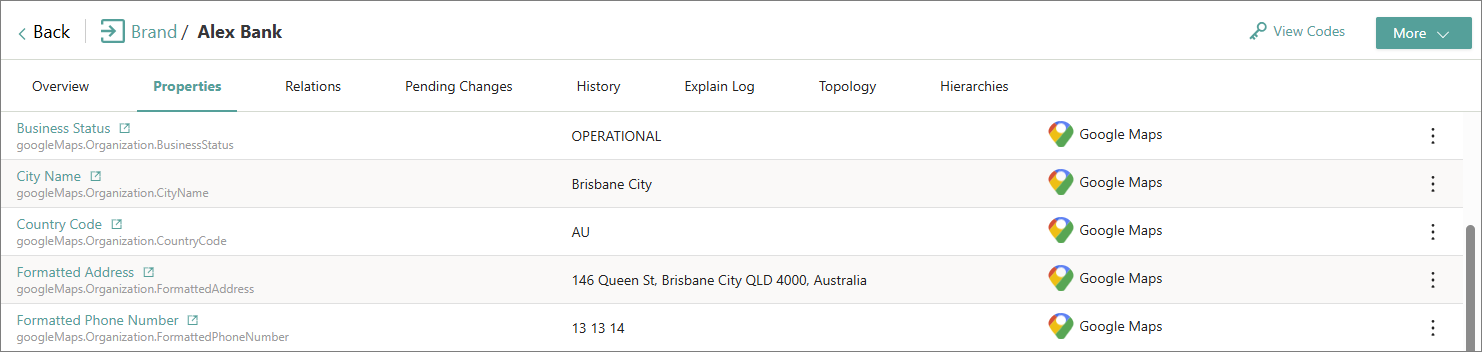 Back
Brand / Alex Bank
View Codes
More
Overview
Properties
Relations
Pending Changes
History
Explain Log
Topology
Hierarchies
Business Status
googleMaps.Organization.BusinessStatus
OPERATIONAL
Google Maps
City Name
googleMaps.Organization.CityName
Brisbane City
Google Maps
Country Code
googleMaps.Organization.CountryCode
AU
Google Maps
Formatted Address
googleMaps.Organization.FormattedAddress
146 Queen St, Brisbane City QLD 4000, Australia
Google Maps
Formatted Phone Number
googleMaps.Organization.FormattedPhoneNumber
13 13 14
Google Maps